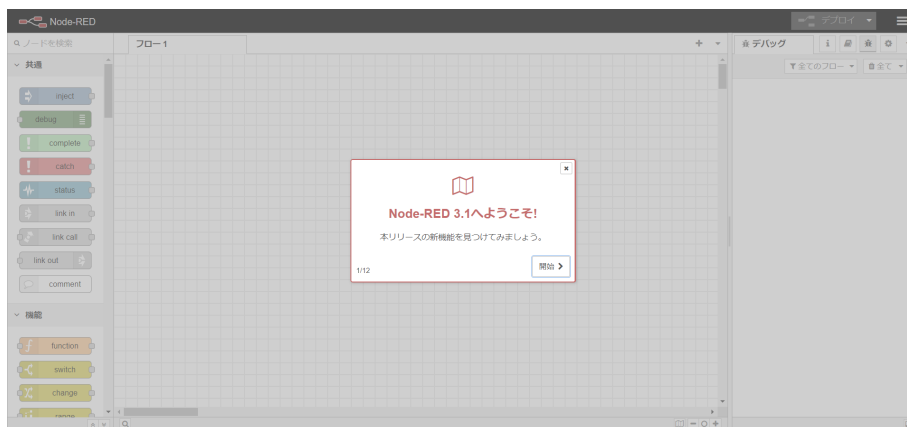 Node-RED
デプロイ
ノードを検索
フロー 1
デバッグ
全てのフロー
全て
共通
inject
debug
complete
catch
status
link in
link call
link out
comment
機能
function
switch
change
range
Node-RED 3.1へようこそ!
本リリースの新機能を見つけてみましょう。
1/12
開始